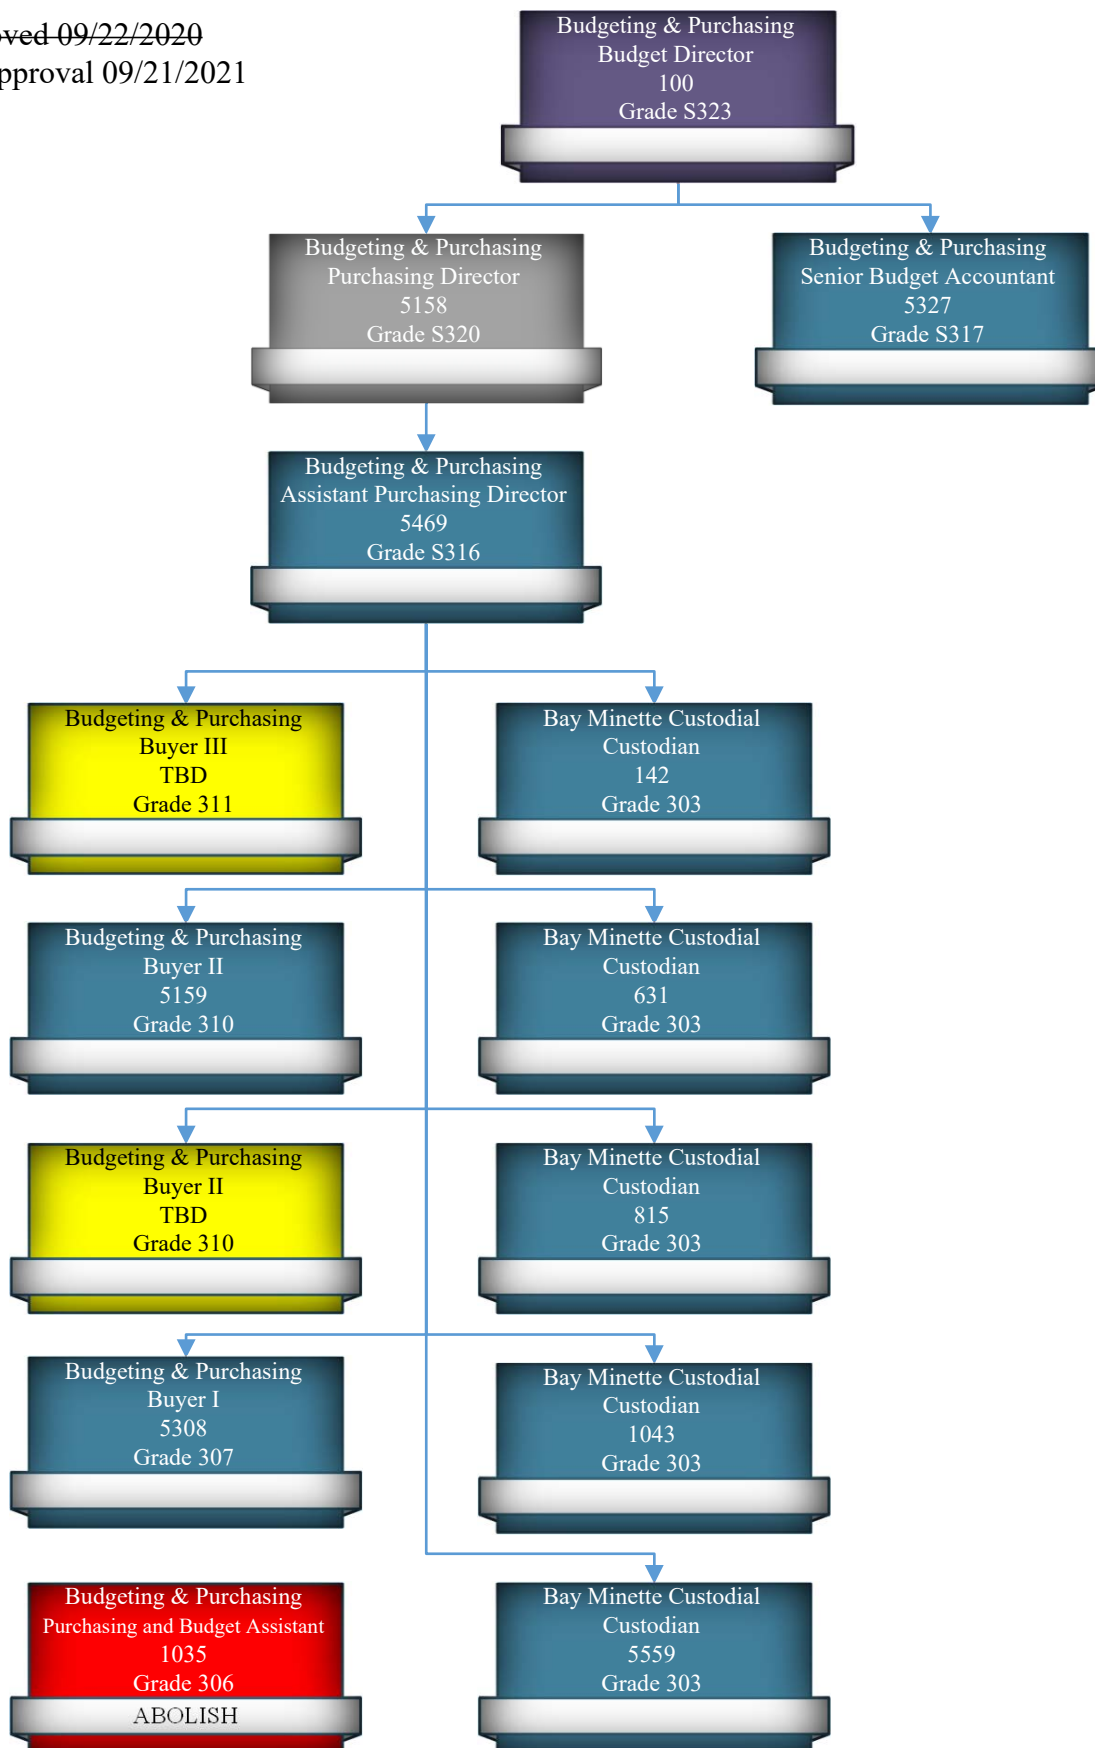 09/22/2020
09/21/2021
Budgeting & Purchasing
Budget Director
100
Grade S323
Budgeting & Purchasing
Purchasing Director
5158
Grade S320
Budgeting & Purchasing
Senior Budget Accountant
5327
Grade S317
Budgeting & Purchasing
Assistant Purchasing Director
5469
Grade S316
Budgeting & Purchasing
Buyer III
TBD
Grade 311
Bay Minette Custodial
Custodian
142
Grade 303
Budgeting & Purchasing
Buyer II
5159
Grade 310
Bay Minette Custodial
Custodian
631
Grade 303
Budgeting & Purchasing
Buyer II
TBD
Grade 310
Bay Minette Custodial
Custodian
815
Grade 303
Budgeting & Purchasing
Buyer I
5308
Grade 307
Bay Minette Custodial
Custodian
1043
Grade 303
Budgeting & Purchasing
Purchasing and Budget Assistant
1035
Grade 306
ABOLISH
Bay Minette Custodial
Custodian
5559
Grade 303